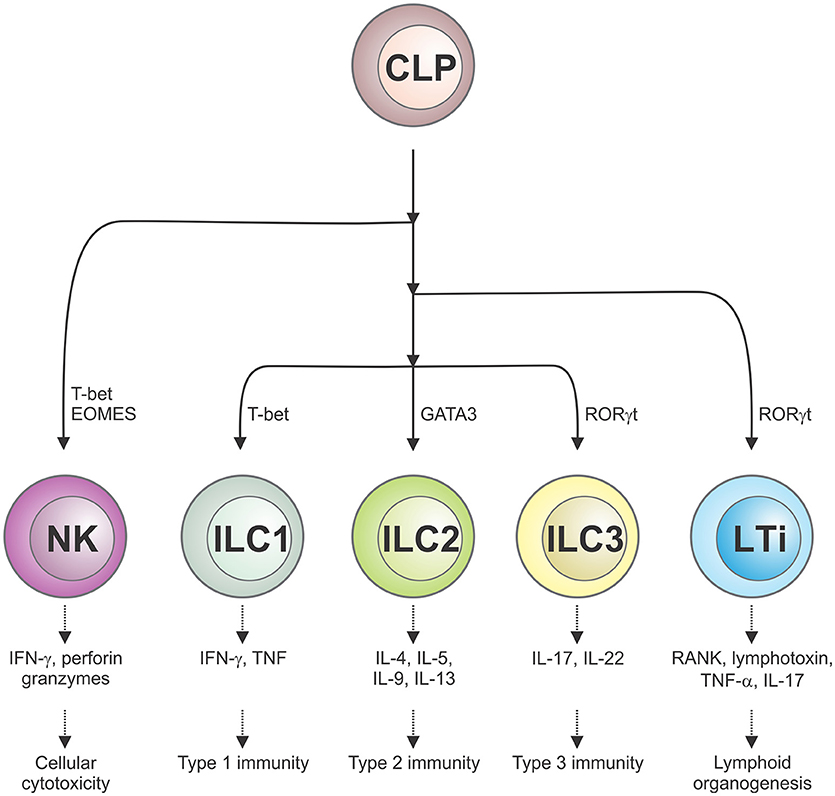 CLP
T-bet
EOMES
T-bet
GATA3
RORγt
RORγt
NK
ILC1
ILC2
ILC3
LTi
IFN-γ, perforin
granzymes
IFN-γ, TNF
IL-4, IL-5,
IL-9, IL-13
IL-17, IL-22
RANK, lymphotoxin,
TNF-α, IL-17
Cellular
cytotoxicity
Type 1 immunity
Type 2 immunity
Type 3 immunity
Lymphoid
organogenesis